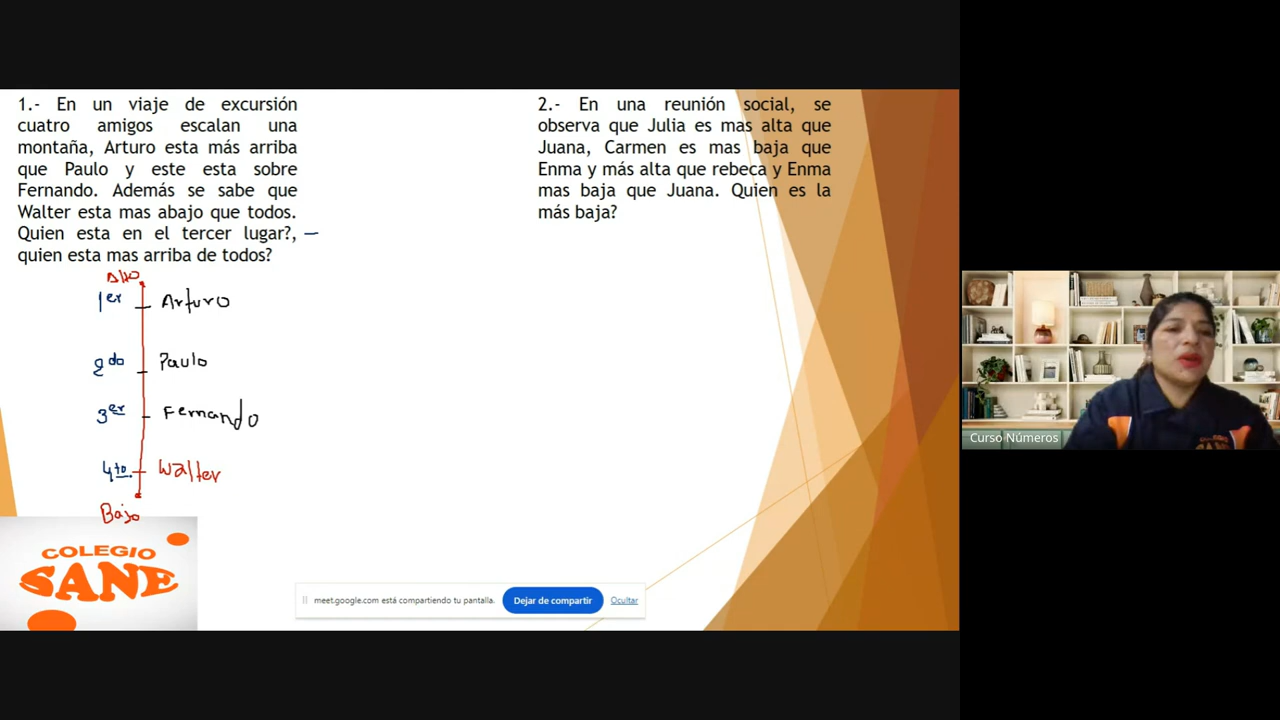 1.- En un viaje de excursión
cuatro amigos escalan una
montaña, Arturo esta más arriba
que Paulo y este esta sobre
Fernando. Además se sabe que
Walter esta mas abajo que todos.
Quien esta en el tercer lugar?,
quien esta mas arriba de todos?
Alto
1er Arturo
2do Paulo
3er Fernando
4to. Walter
Bajo
COLEGIO
SANE
2.- En una reunión social, se
observa que Julia es mas alta que
Juana, Carmen es mas baja que
Enma y más alta que rebeca y Enma
mas baja que Juana. Quien es la
más baja?
meet.google.com está compartiendo tu pantalla.
Dejar de compartir
Ocultar
Curso Números